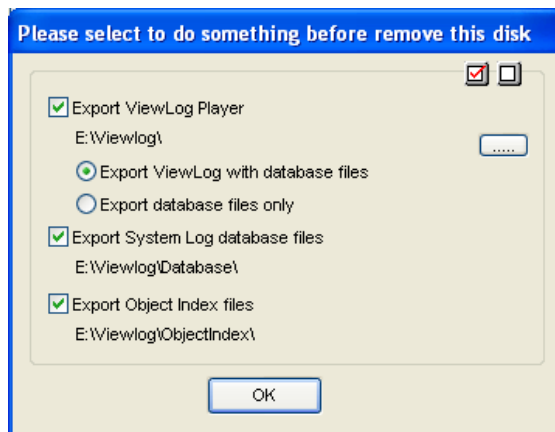 Please select to do something before remove this disk
Export ViewLog Player
E:\Viewlog\
.....
Export ViewLog with database files
Export database files only
Export System Log database files
E:\Viewlog\Database\
Export Object Index files
E:\Viewlog\ObjectIndex\
OK